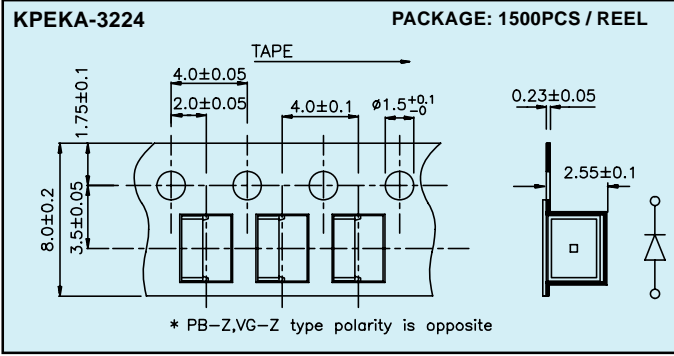 KPEKA-3224
PACKAGE: 1500PCS / REEL
TAPE
4.0±0.05
2.0±0.05
4.0±0.1
ø1.5+0.1 -0
1.75±0.1
8.0±0.2
3.5±0.05
0.23±0.05
2.55±0.1
* PB-Z,VG-Z type polarity is opposite